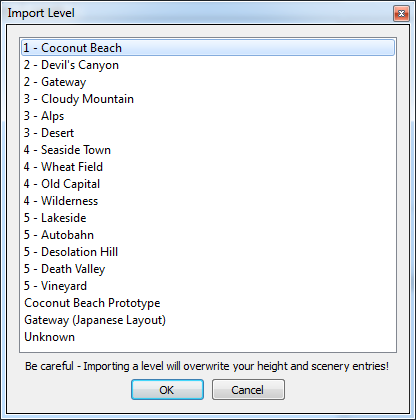 Import Level
1 - Coconut Beach
2 - Devil's Canyon
2 - Gateway
3 - Cloudy Mountain
3 - Alps
3 - Desert
4 - Seaside Town
4 - Wheat Field
4 - Old Capital
4 - Wilderness
5 - Lakeside
5 - Autobahn
5 - Desolation Hill
5 - Death Valley
5 - Vineyard
Coconut Beach Prototype
Gateway (Japanese Layout)
Unknown
Be careful - Importing a level will overwrite your height and scenery entries!
OK Cancel